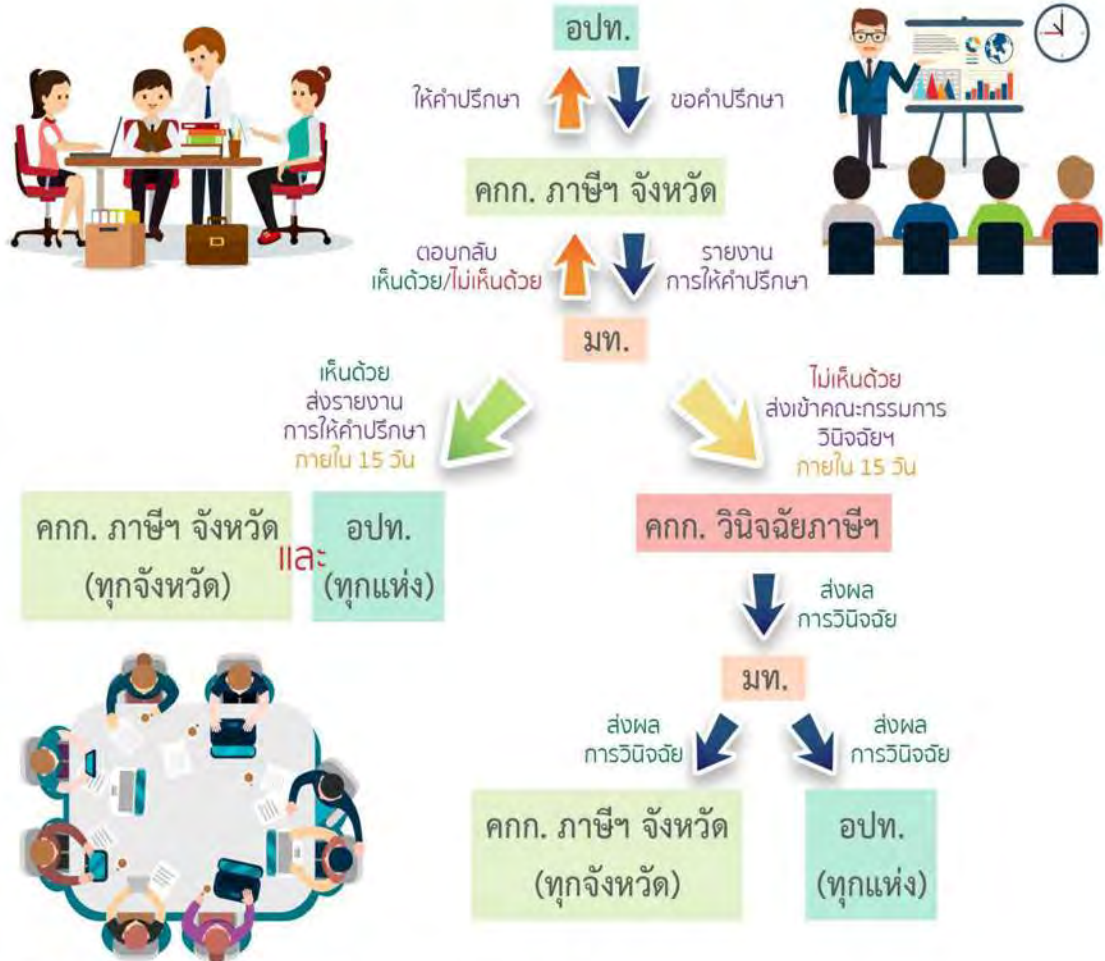 อปท.
ให้คำปรึกษา
ขอคำปรึกษา
คกก. ภาษีฯ จังหวัด
ตอบกลับ
เห็นด้วย/ไม่เห็นด้วย
รายงาน
การให้คำปรึกษา
มท.
เห็นด้วย
ส่งรายงาน
การให้คำปรึกษา
ภายใน 15 วัน
ไม่เห็นด้วย
ส่งเข้าคณะกรรมการ
วินิจฉัยฯ
ภายใน 15 วัน
คกก. ภาษีฯ จังหวัด
(ทุกจังหวัด)
และ
อปท.
(ทุกแห่ง)
คกก. วินิจฉัยภาษีฯ
ส่งผล
การวินิจฉัย
มท.
ส่งผล
การวินิจฉัย
ส่งผล
การวินิจฉัย
คกก. ภาษีฯ จังหวัด
(ทุกจังหวัด)
อปท.
(ทุกแห่ง)